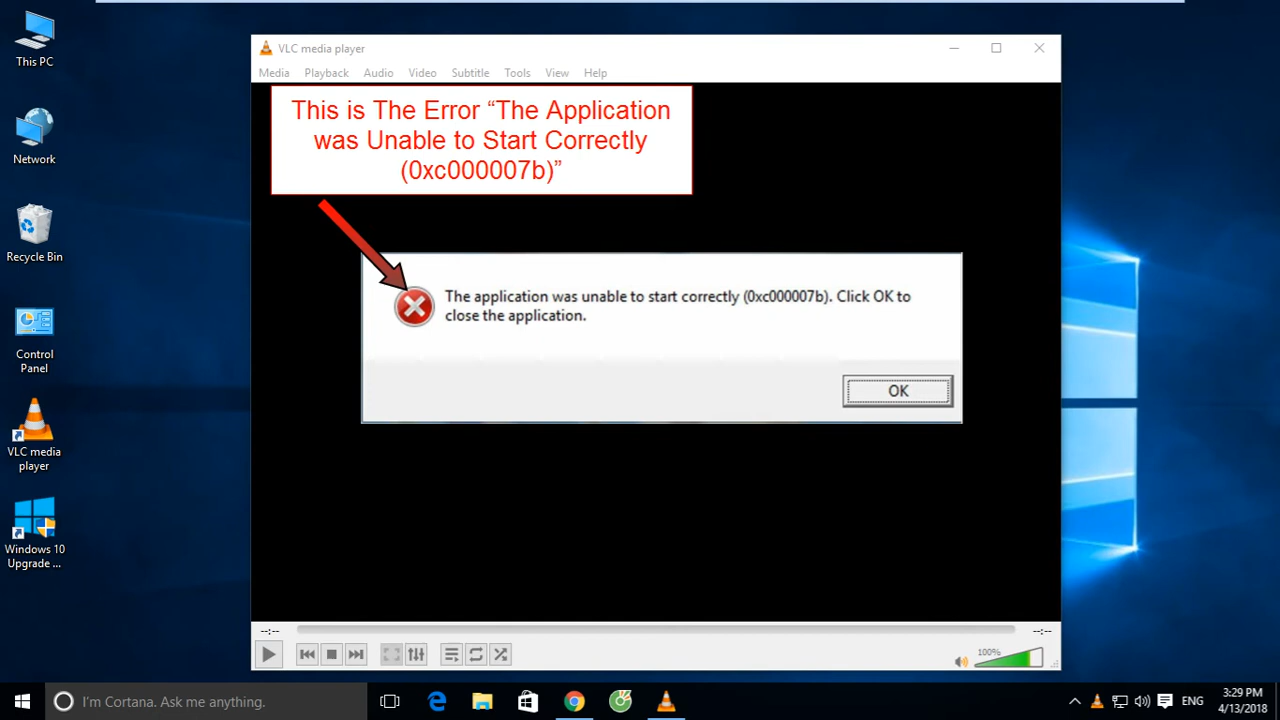 This PC
Network
Recycle Bin
Control
Panel
VLC media
player
Windows 10
Upgrade ...
VLC media player
Media Playback Audio Video Subtitle Tools View Help
This is The Error “The Application
was Unable to Start Correctly
(0xc000007b)”
The application was unable to start correctly (0xc000007b). Click OK to
close the application.
OK
--:-- --:--
100%
I'm Cortana. Ask me anything.
ENG
3:29 PM
4/13/2018